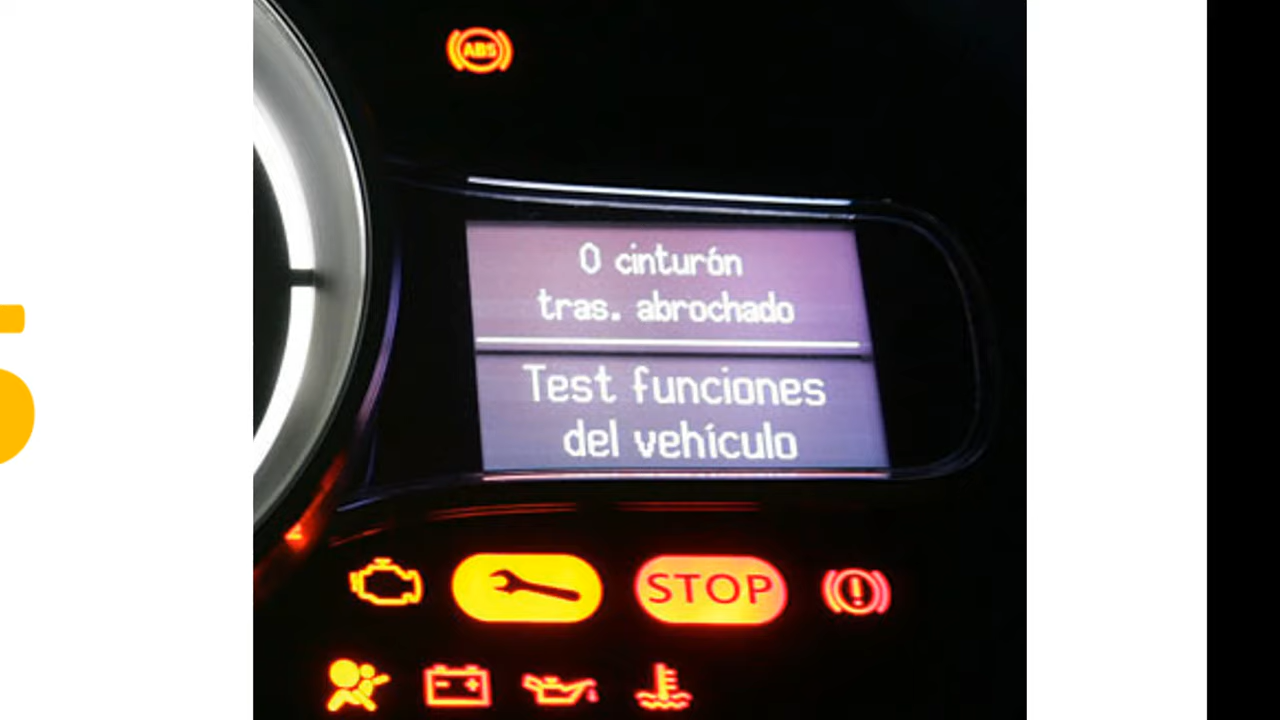 ABS
0 cinturón
tras. abrochado
Test funciones
del vehículo
STOP